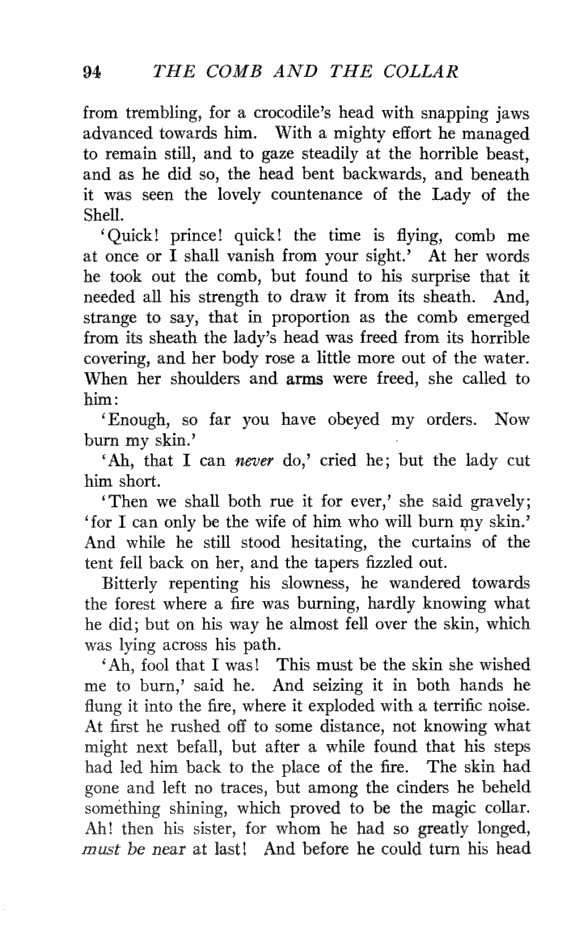 94 THE COMB AND THE COLLAR
from trembling, for a crocodile's head with snapping jaws
advanced towards him. With a mighty effort he managed
to remain still, and to gaze steadily at the horrible beast,
and as he did so, the head bent backwards, and beneath
it was seen the lovely countenance of the Lady of the
Shell.
'Quick! prince! quick! the time is flying, comb me
at once or I shall vanish from your sight.' At her words
he took out the comb, but found to his surprise that it
needed all his strength to draw it from its sheath. And,
strange to say, that in proportion as the comb emerged
from its sheath the lady's head was freed from its horrible
covering, and her body rose a little more out of the water.
When her shoulders and arms were freed, she called to
him:
'Enough, so far you have obeyed my orders. Now
burn my skin.'
'Ah, that I can never do,' cried he; but the lady cut
him short.
'Then we shall both rue it for ever,' she said gravely;
'for I can only be the wife of him who will burn my skin.'
And while he still stood hesitating, the curtains of the
tent fell back on her, and the tapers fizzled out.
Bitterly repenting his slowness, he wandered towards
the forest where a fire was burning, hardly knowing what
he did; but on his way he almost fell over the skin, which
was lying across his path.
'Ah, fool that I was! This must be the skin she wished
me to burn,' said he. And seizing it in both hands he
flung it into the fire, where it exploded with a terrific noise.
At first he rushed off to some distance, not knowing what
might next befall, but after a while found that his steps
had led him back to the place of the fire. The skin had
gone and left no traces, but among the cinders he beheld
something shining, which proved to be the magic collar.
Ah! then his sister, for whom he had so greatly longed,
must be near at last! And before he could turn his head